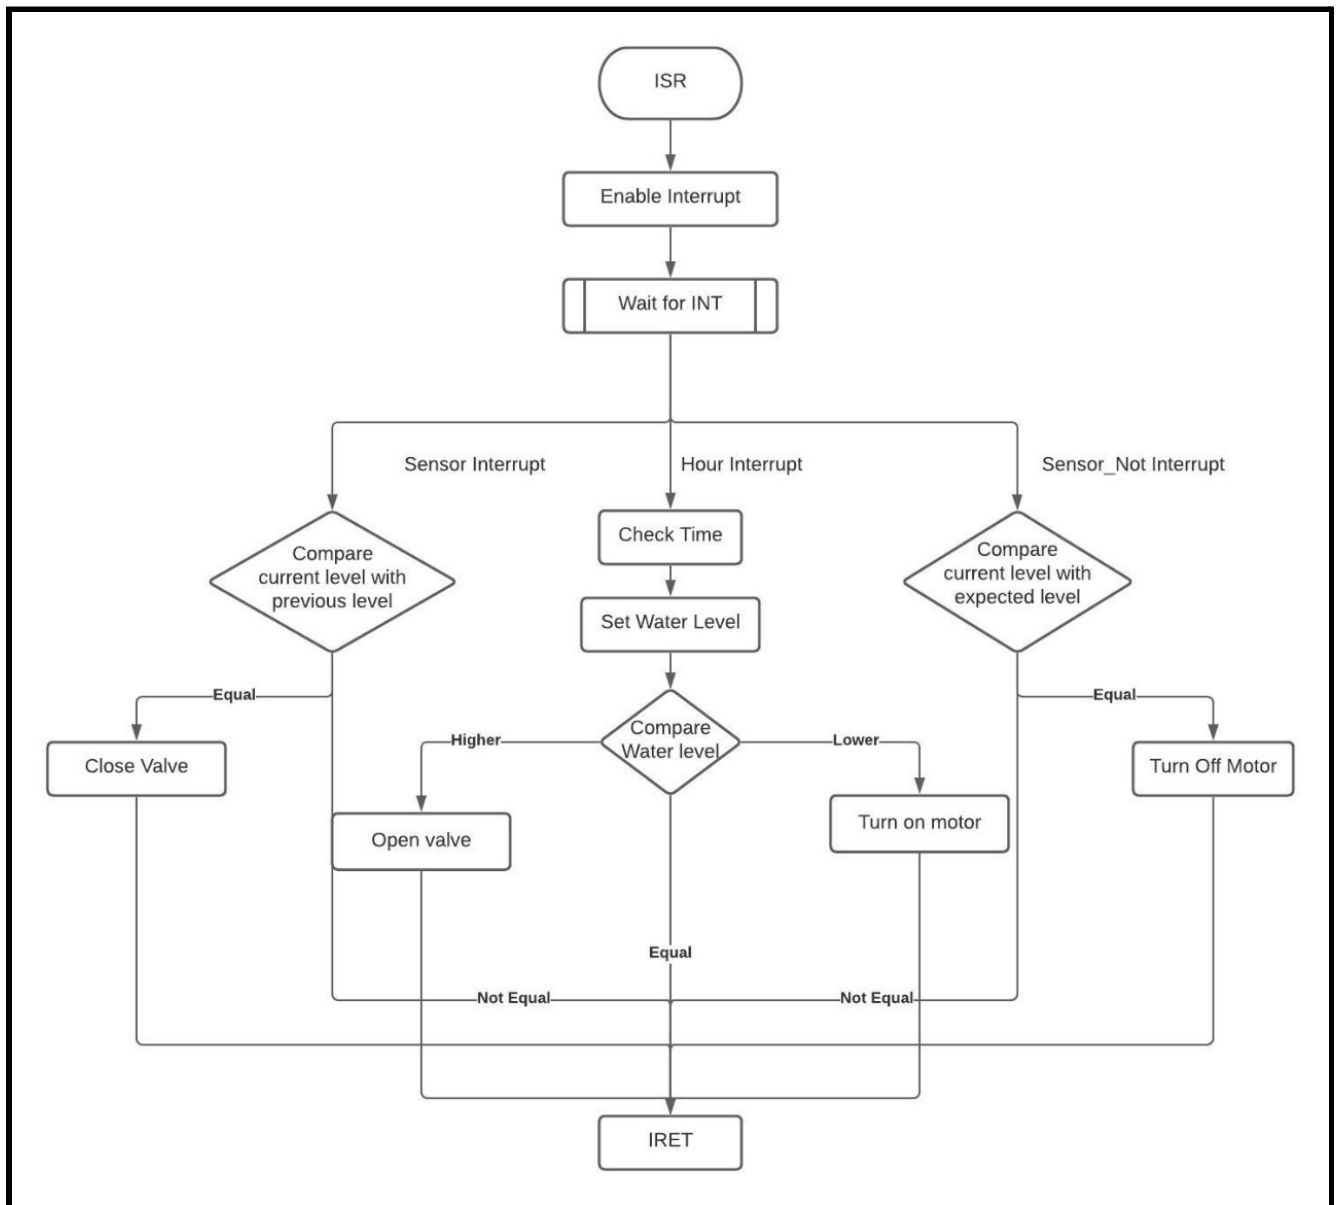 ISR
Enable Interrupt
Wait for INT
Sensor Interrupt
Hour Interrupt
Sensor_Not Interrupt
Compare
current level with
previous level
Check Time
Compare
current level with
expected level
Set Water Level
Equal
Equal
Compare
Water level
Higher
Lower
Close Valve
Turn Off Motor
Open valve
Turn on motor
Equal
Not Equal
Not Equal
IRET